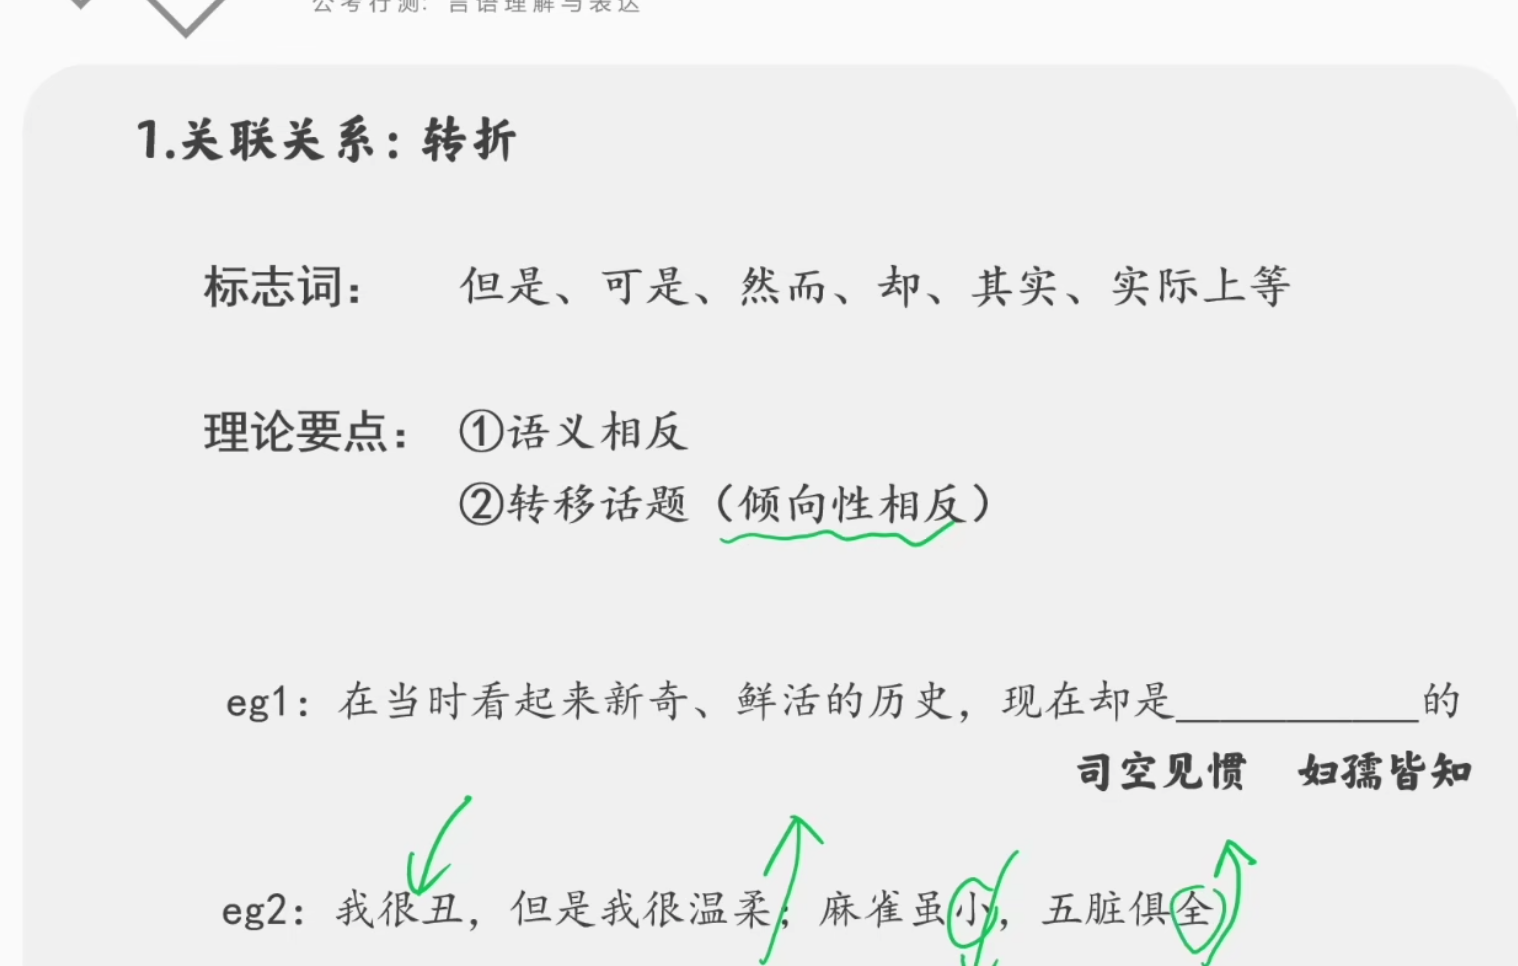 公考行测：言语理解与表达
1.关联关系：转折
标志词： 但是、可是、然而、却、其实、实际上等
理论要点： ①语义相反
②转移话题（倾向性相反）
eg1：在当时看起来新奇、鲜活的历史，现在却是___________的
司空见惯 妇孺皆知
eg2：我很丑，但是我很温柔；麻雀虽小，五脏俱全